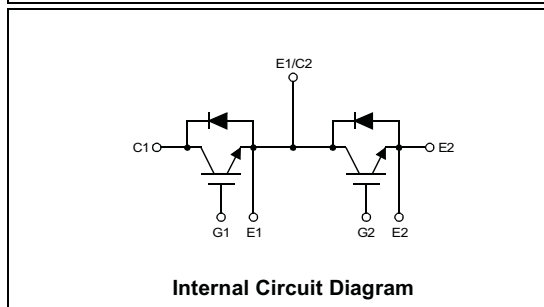 E1/C2
C1 E2
G1 E1 G2 E2
Internal Circuit Diagram